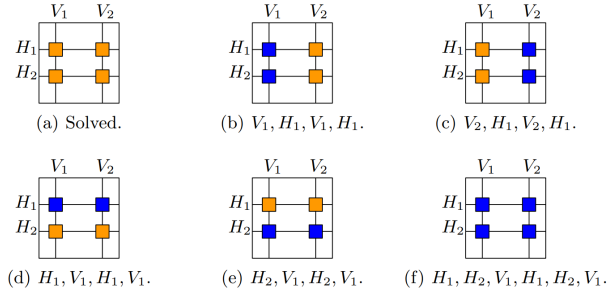 V₁ V₂
H₁
H₂
(a) Solved.
V₁ V₂
H₁
H₂
(b) V₁, H₁, V₁, H₁.
V₁ V₂
H₁
H₂
(c) V₂, H₁, V₂, H₁.
V₁ V₂
H₁
H₂
(d) H₁, V₁, H₁, V₁.
V₁ V₂
H₁
H₂
(e) H₂, V₁, H₂, V₁.
V₁ V₂
H₁
H₂
(f) H₁, H₂, V₁, H₁, H₂, V₁.